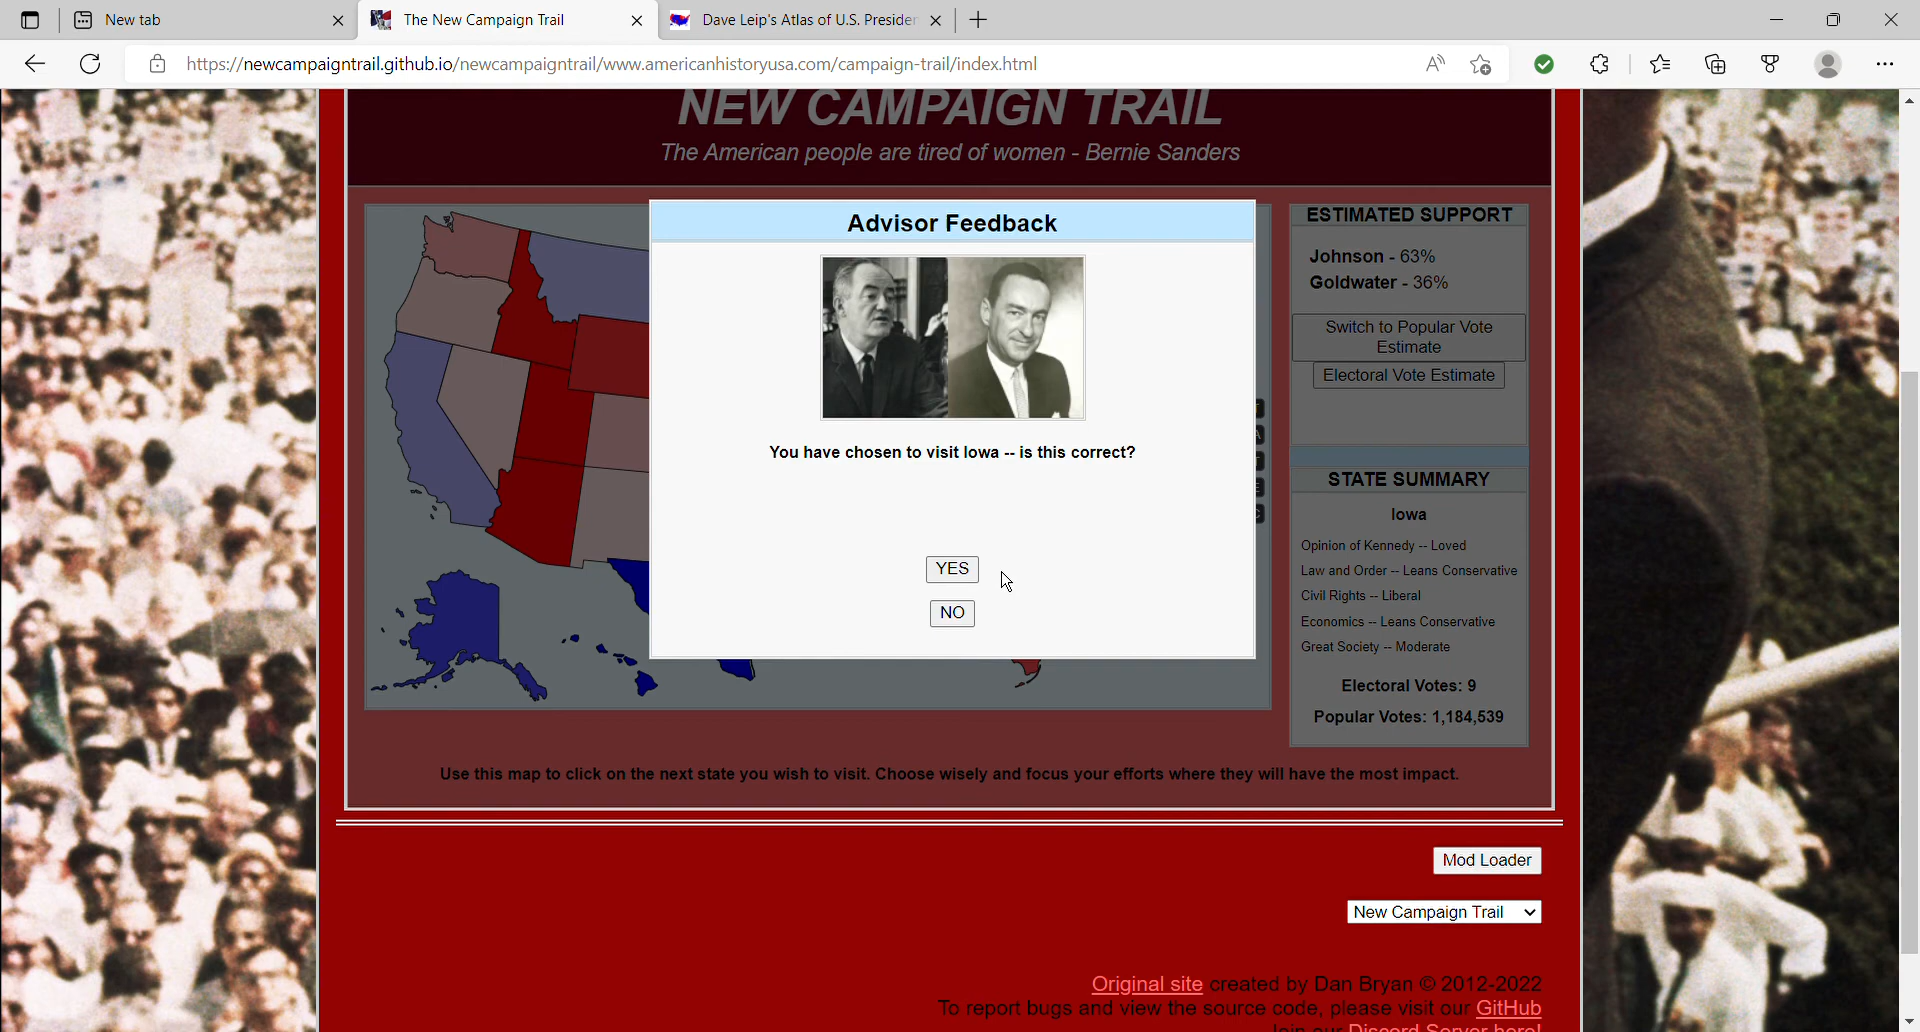 New tab
The New Campaign Trail
Dave Leip's Atlas of U.S. Presiden
https://newcampaigntrail.github.io/newcampaigntrail/www.americanhistoryusa.com/campaign-trail/index.html
NEW CAMPAIGN TRAIL
The American people are tired of women - Bernie Sanders
Advisor Feedback
You have chosen to visit Iowa -- is this correct?
YES
NO
ESTIMATED SUPPORT
Johnson - 63%
Goldwater - 36%
Switch to Popular Vote
Estimate
Electoral Vote Estimate
STATE SUMMARY
Iowa
Opinion of Kennedy -- Loved
Law and Order -- Leans Conservative
Civil Rights -- Liberal
Economics -- Leans Conservative
Great Society -- Moderate
Electoral Votes: 9
Popular Votes: 1,184,539
Use this map to click on the next state you wish to visit. Choose wisely and focus your efforts where they will have the most impact.
Mod Loader
New Campaign Trail
Original site created by Dan Bryan © 2012-2022
To report bugs and view the source code, please visit our GitHub
Join our Discord Server here!